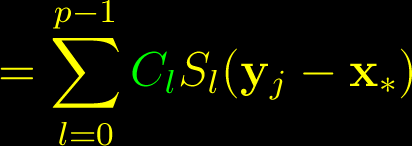 = \sum_{l=0}^{p-1} C_l S_l(\mathbf{y}_j - \mathbf{x}_*)